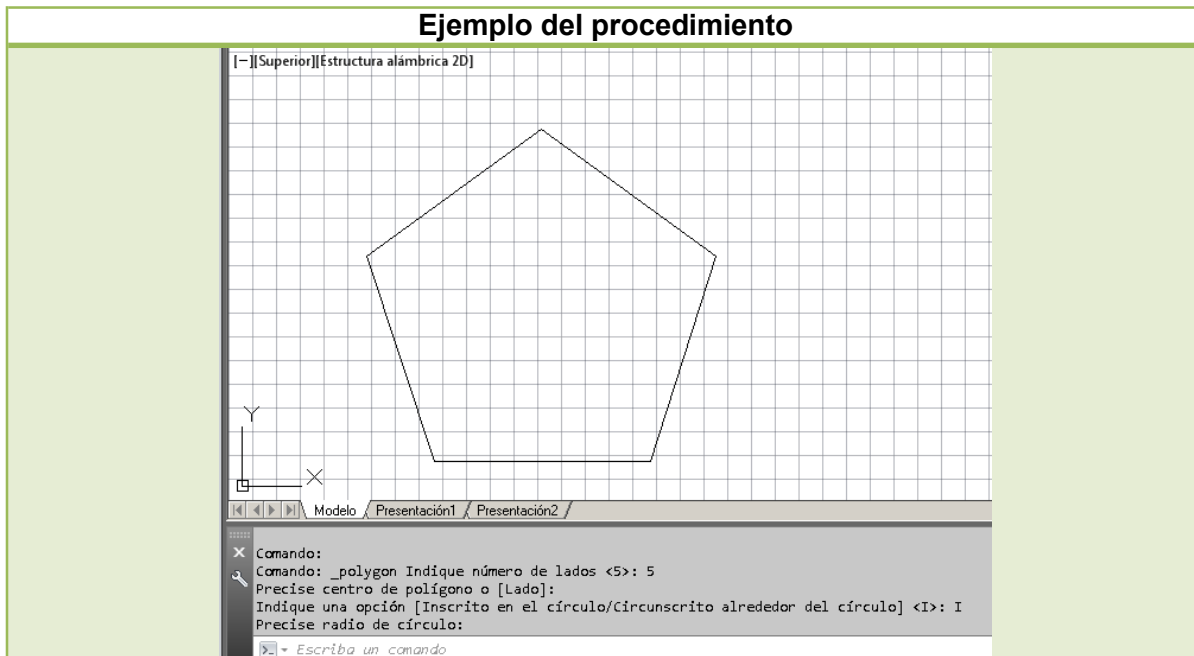 Ejemplo del procedimiento
[−][Superior][Estructura alámbrica 2D]
Y
X
Modelo Presentación1 Presentación2
Comando:
Comando: _polygon Indique número de lados <5>: 5
Precise centro de polígono o [Lado]:
Indique una opción [Inscrito en el círculo/Circunscrito alrededor del círculo] <I>: I
Precise radio de círculo:
Escriba un comando